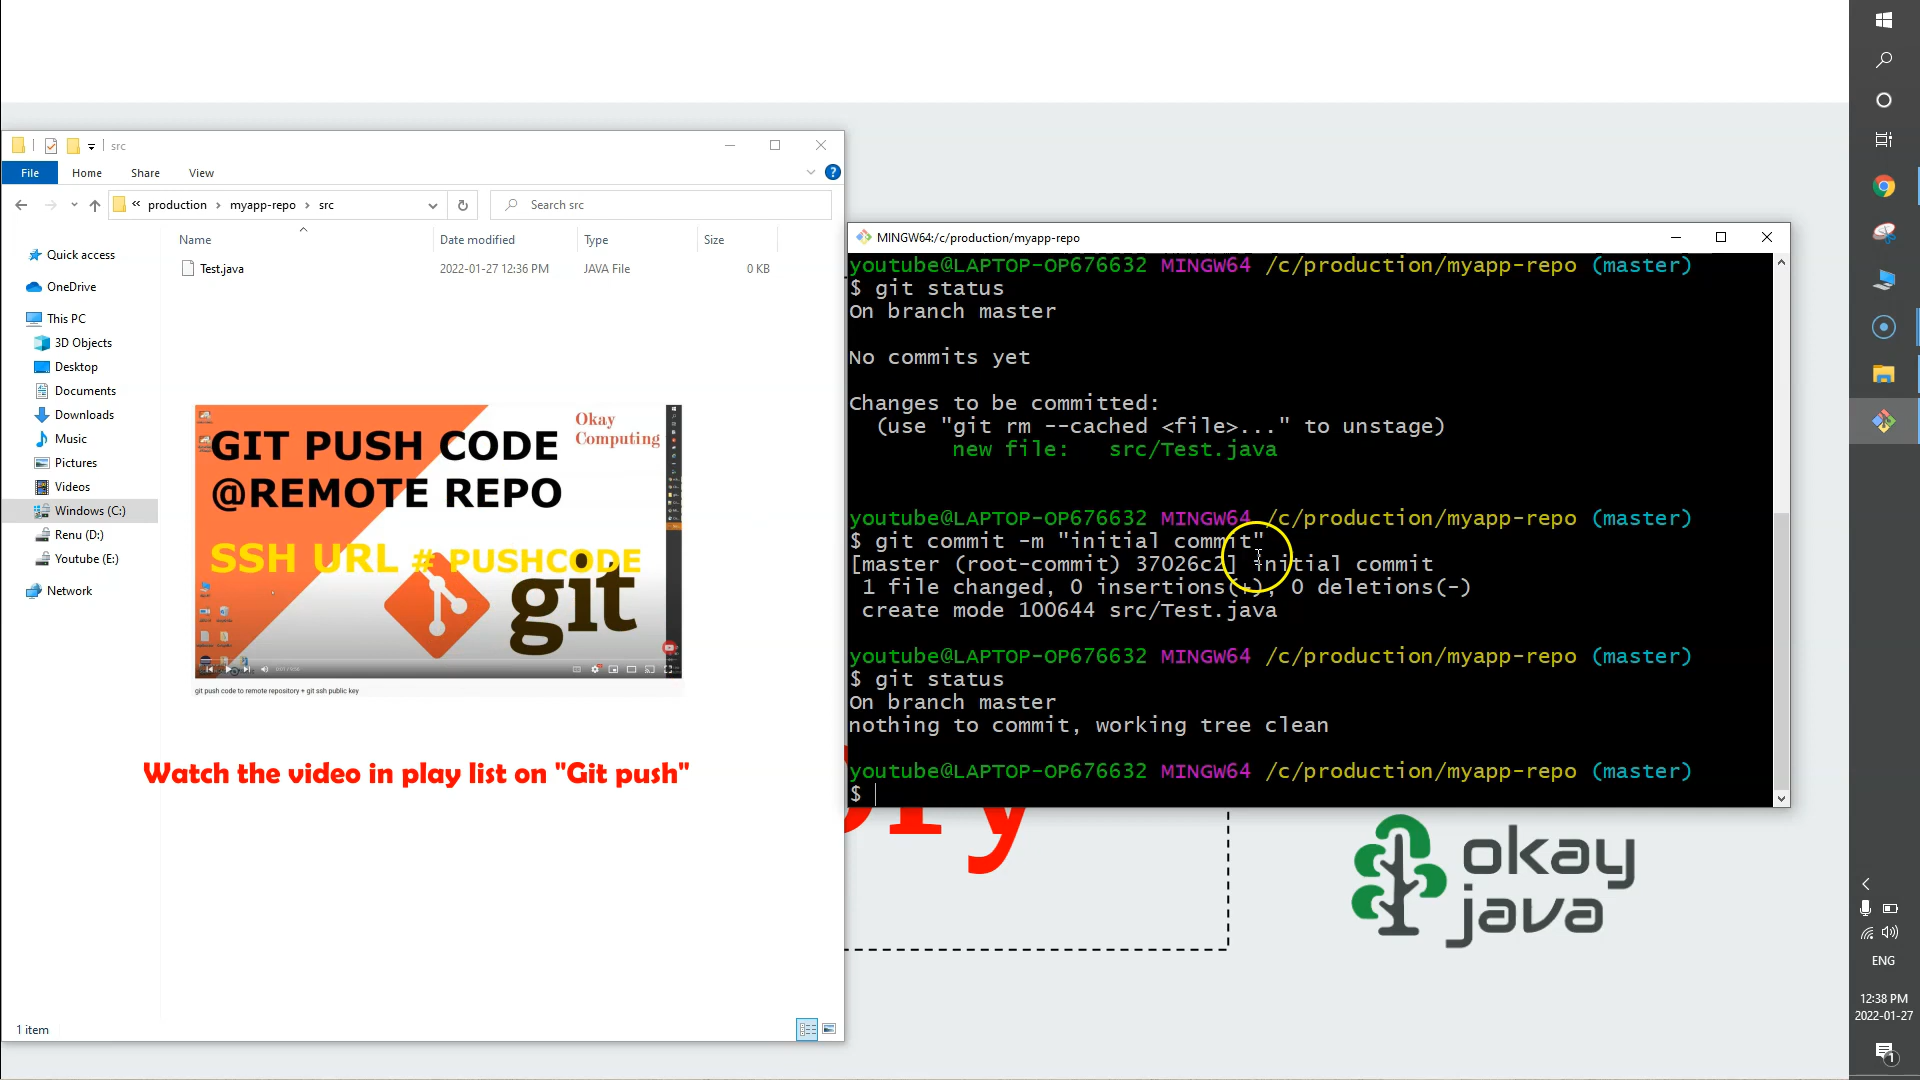 src
File
Home
Share
View
?
« production › myapp-repo › src
Search src
Name
Date modified
Type
Size
Test.java
2022-01-27 12:36 PM
JAVA File
0 KB
Quick access
OneDrive
This PC
3D Objects
Desktop
Documents
Downloads
Music
Pictures
Videos
Windows (C:)
Renu (D:)
Youtube (E:)
Network
Okay
Computing
GIT PUSH CODE
@REMOTE REPO
SSH URL # PUSHCODE
git
git push code to remote repository + git ssh public key
Watch the video in play list on "Git push"
1 item
MINGW64:/c/production/myapp-repo
youtube@LAPTOP-OP676632 MINGW64 /c/production/myapp-repo (master)
$ git status
On branch master
No commits yet
Changes to be committed:
(use "git rm --cached <file>..." to unstage)
new file: src/Test.java
youtube@LAPTOP-OP676632 MINGW64 /c/production/myapp-repo (master)
$ git commit -m "initial commit"
[master (root-commit) 37026c2] initial commit
1 file changed, 0 insertions(+), 0 deletions(-)
create mode 100644 src/Test.java
youtube@LAPTOP-OP676632 MINGW64 /c/production/myapp-repo (master)
$ git status
On branch master
nothing to commit, working tree clean
youtube@LAPTOP-OP676632 MINGW64 /c/production/myapp-repo (master)
$
ory
okay
java
ENG
12:38 PM
2022-01-27
1